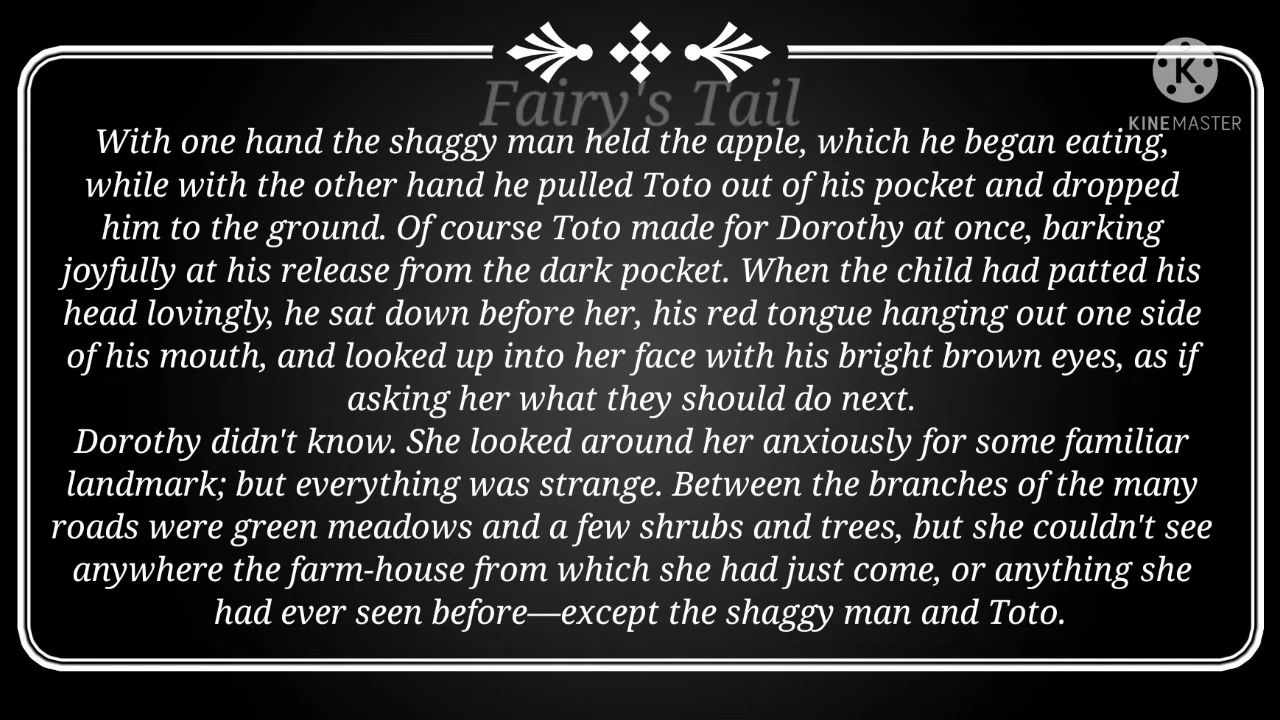 Fairy's Tail
K
KINEMASTER
With one hand the shaggy man held the apple, which he began eating,
while with the other hand he pulled Toto out of his pocket and dropped
him to the ground. Of course Toto made for Dorothy at once, barking
joyfully at his release from the dark pocket. When the child had patted his
head lovingly, he sat down before her, his red tongue hanging out one side
of his mouth, and looked up into her face with his bright brown eyes, as if
asking her what they should do next.
Dorothy didn't know. She looked around her anxiously for some familiar
landmark; but everything was strange. Between the branches of the many
roads were green meadows and a few shrubs and trees, but she couldn't see
anywhere the farm-house from which she had just come, or anything she
had ever seen before—except the shaggy man and Toto.